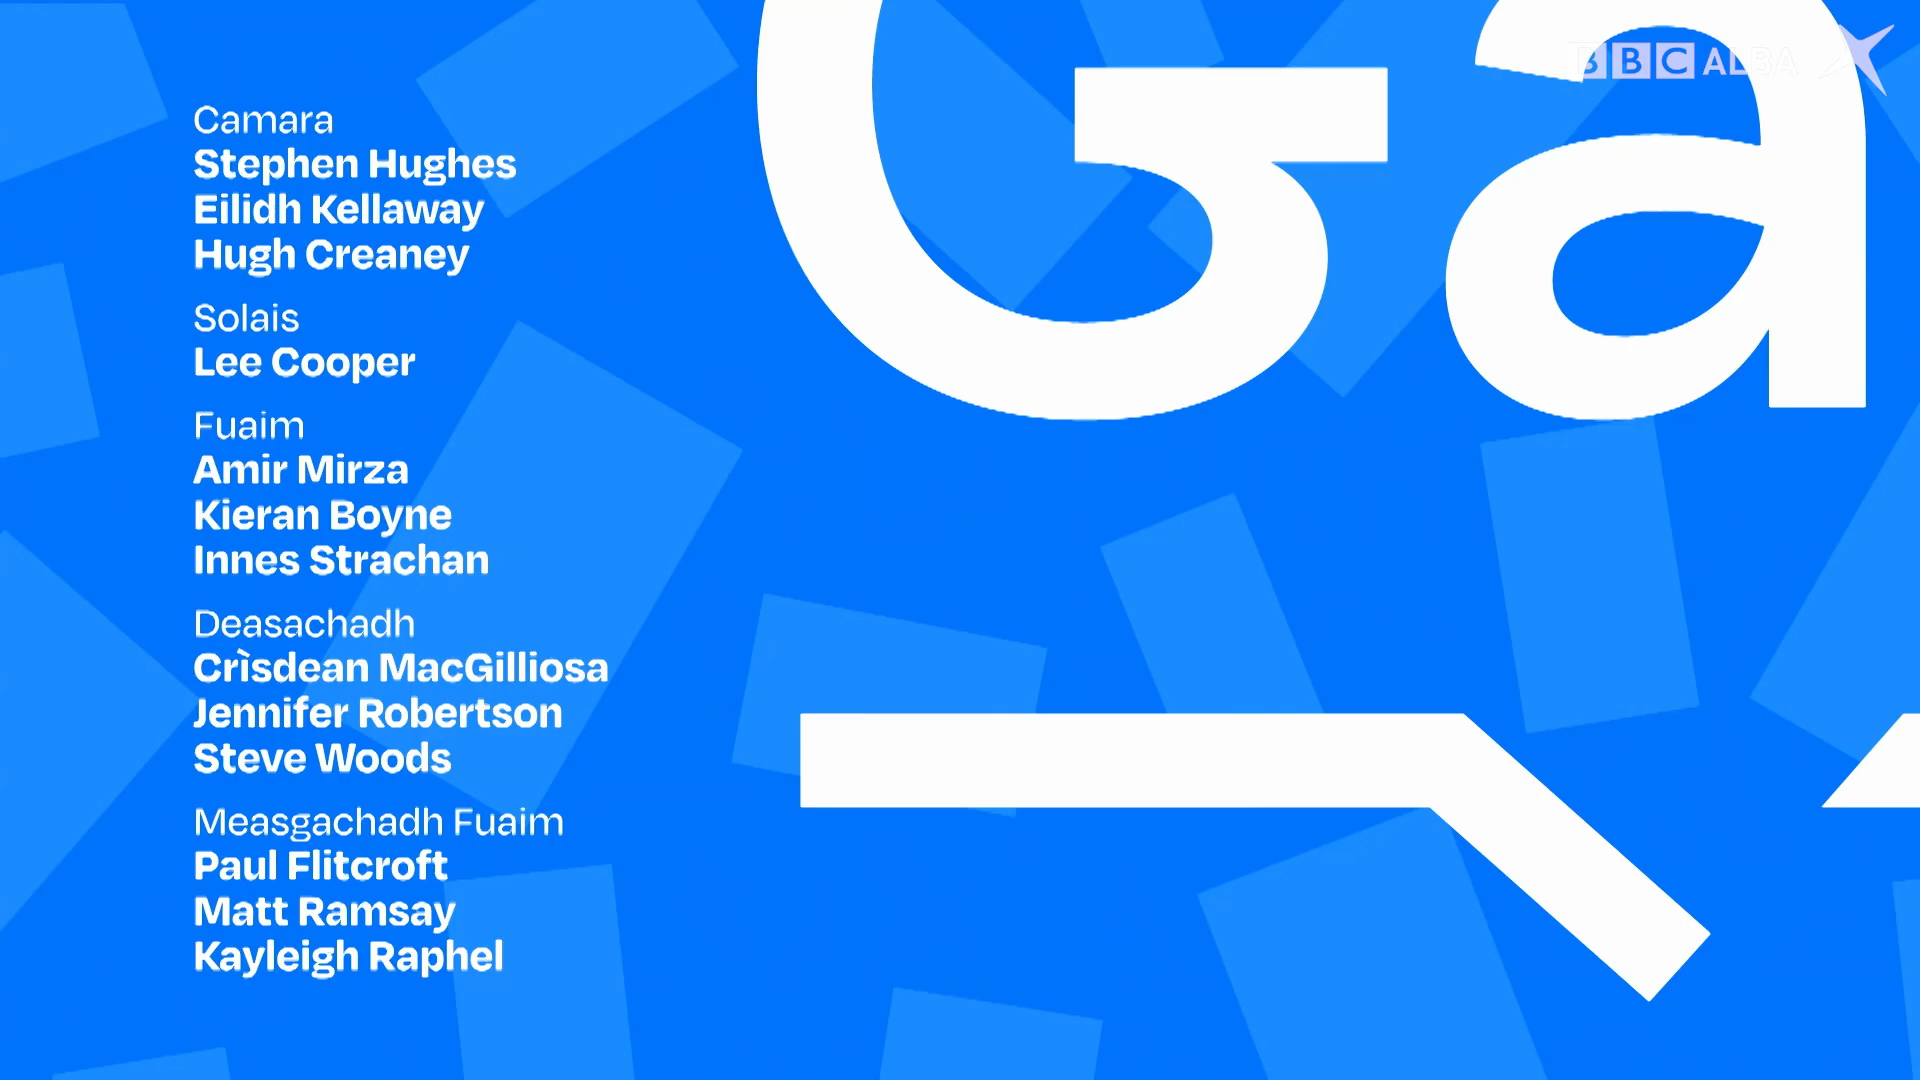 Camara
Stephen Hughes
Eilidh Kellaway
Hugh Creaney
Solais
Lee Cooper
Fuaim
Amir Mirza
Kieran Boyne
Innes Strachan
Deasachadh
Crìsdean MacGilliosa
Jennifer Robertson
Steve Woods
Measgachadh Fuaim
Paul Flitcroft
Matt Ramsay
Kayleigh Raphel
Ga
BBC ALBA